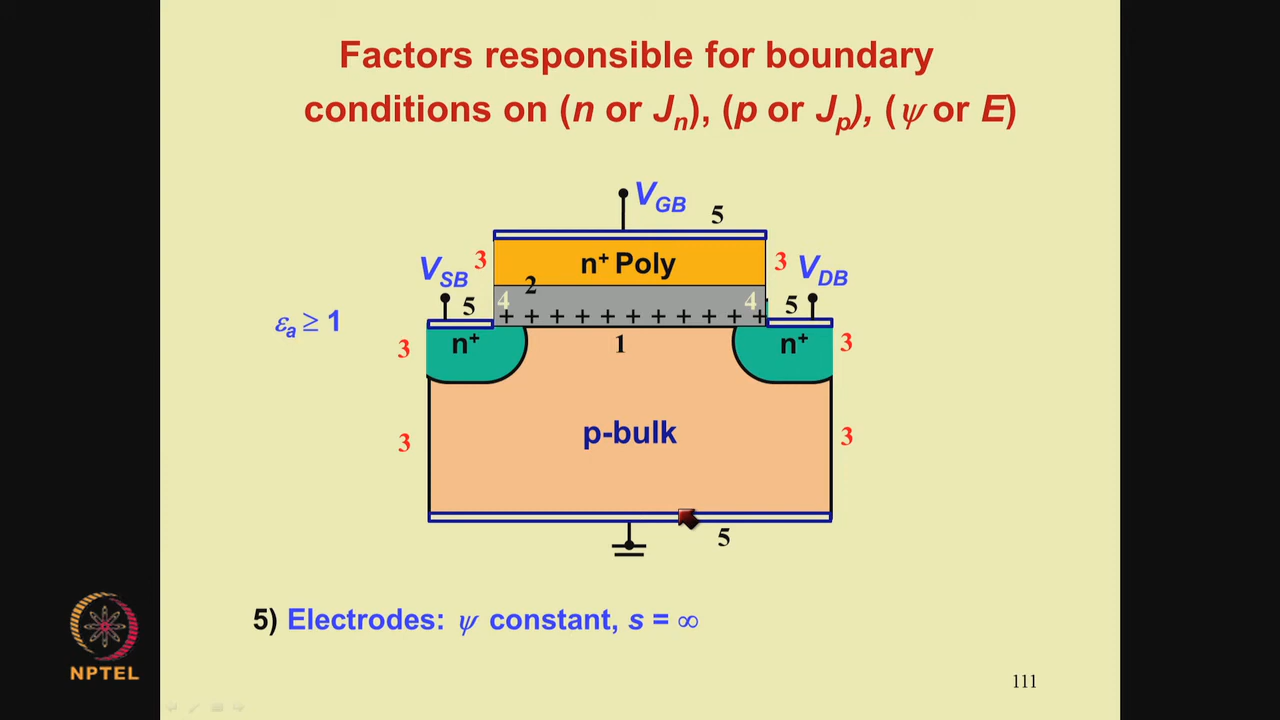 Factors responsible for boundary
conditions on (n or Jn), (p or Jp), (ψ or E)
VGB
5
VSB
3
n+ Poly
3
VDB
2
5
4
4
5
+ + + + + + + + + + +
εa ≥ 1
3
n+
1
n+
3
3
p-bulk
3
5
5) Electrodes: ψ constant, s = ∞
NPTEL
111